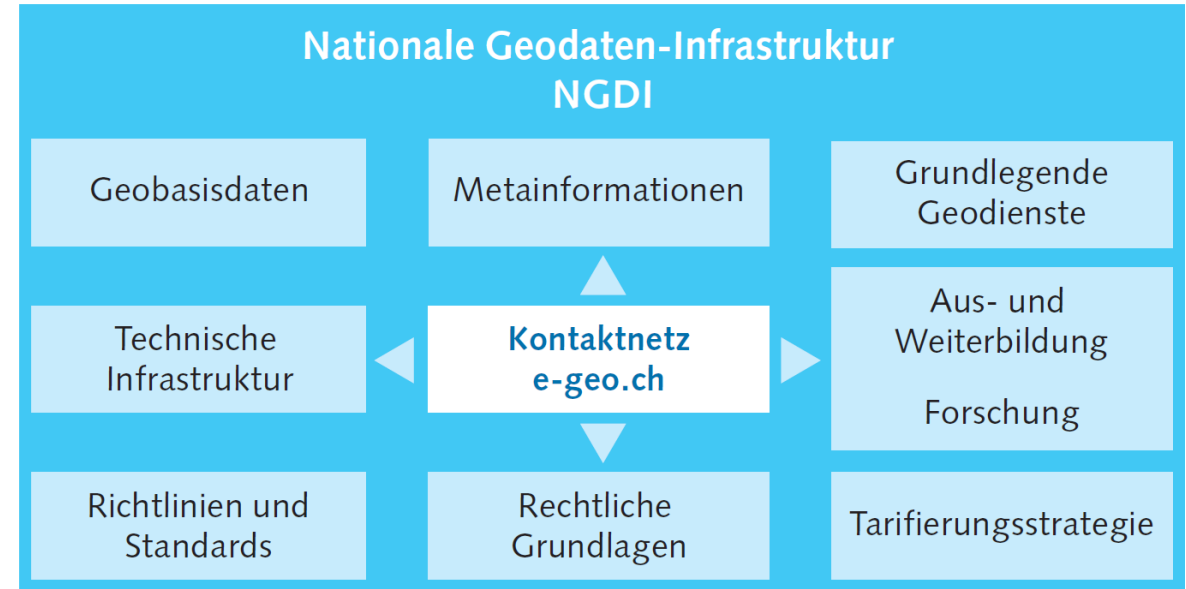 Nationale Geodaten-Infrastruktur
NGDI
Geobasisdaten
Metainformationen
Grundlegende
Geodienste
Technische
Infrastruktur
Kontaktnetz
e-geo.ch
Aus- und
Weiterbildung
Forschung
Richtlinien und
Standards
Rechtliche
Grundlagen
Tarifierungsstrategie